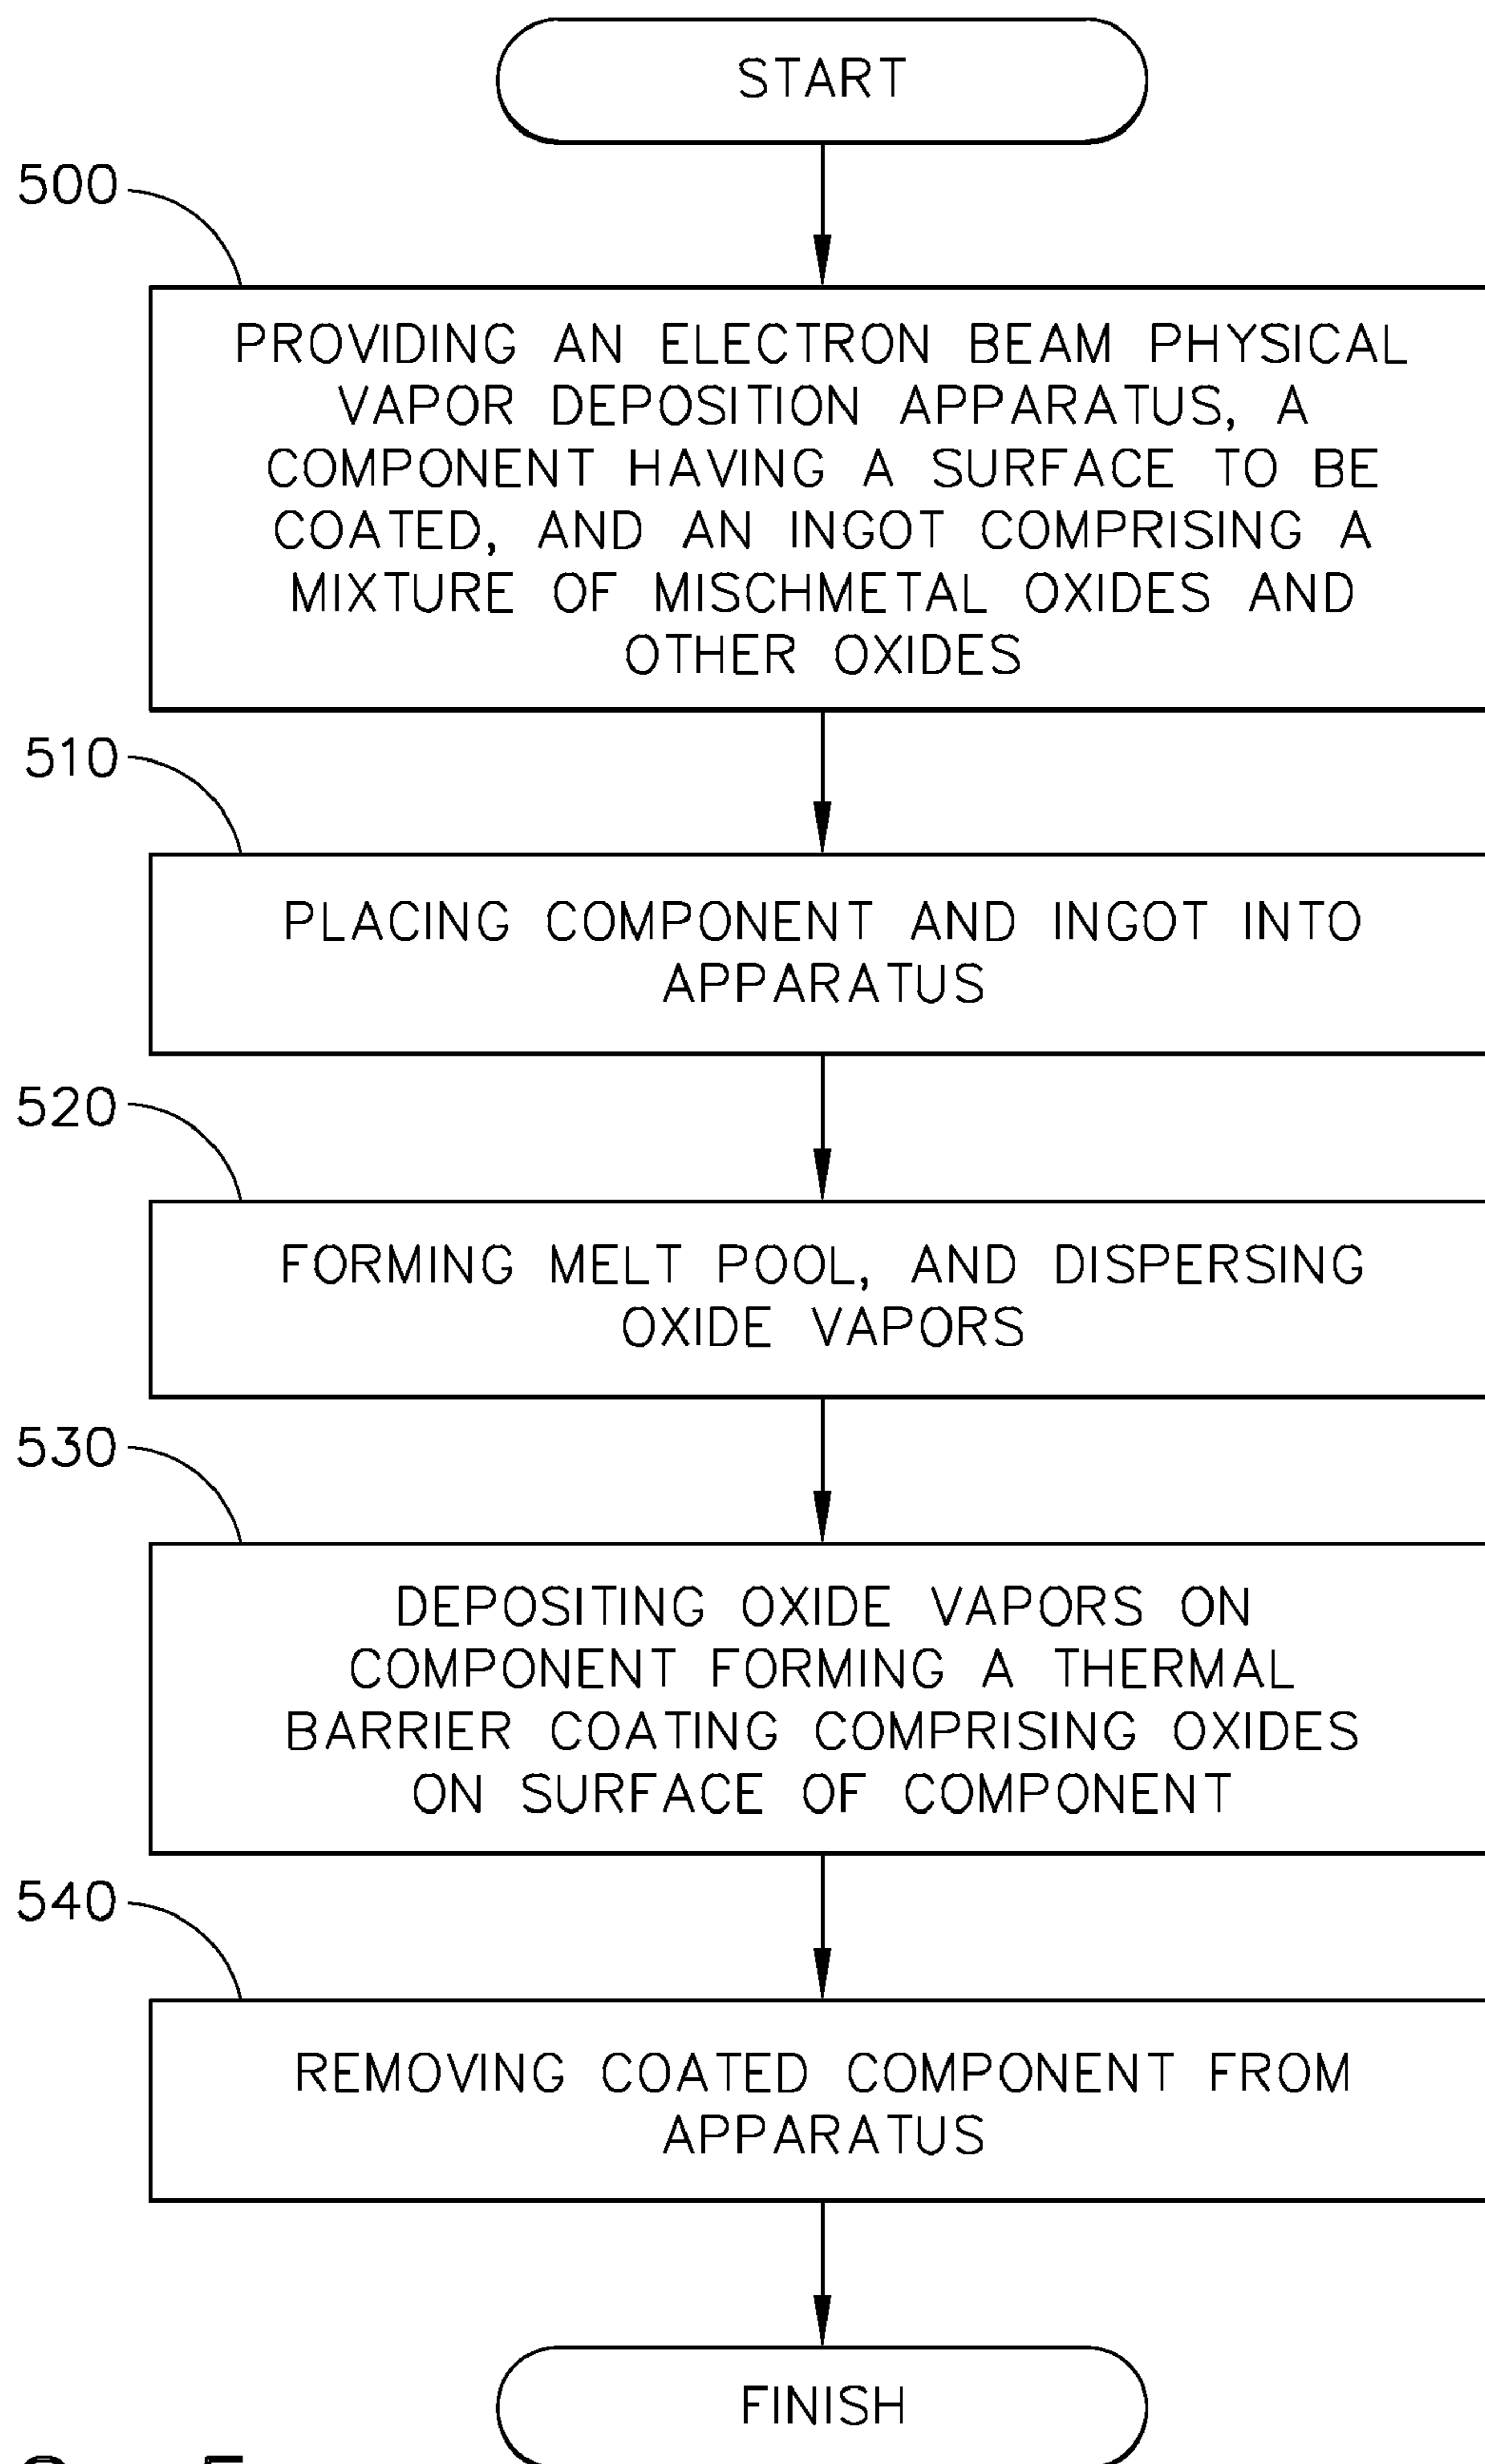 START
500
PROVIDING AN ELECTRON BEAM PHYSICAL
VAPOR DEPOSITION APPARATUS, A
COMPONENT HAVING A SURFACE TO BE
COATED, AND AN INGOT COMPRISING A
MIXTURE OF MISCHMETAL OXIDES AND
OTHER OXIDES
510
PLACING COMPONENT AND INGOT INTO
APPARATUS
520
FORMING MELT POOL, AND DISPERSING
OXIDE VAPORS
530
DEPOSITING OXIDE VAPORS ON
COMPONENT FORMING A THERMAL
BARRIER COATING COMPRISING OXIDES
ON SURFACE OF COMPONENT
540
REMOVING COATED COMPONENT FROM
APPARATUS
FINISH